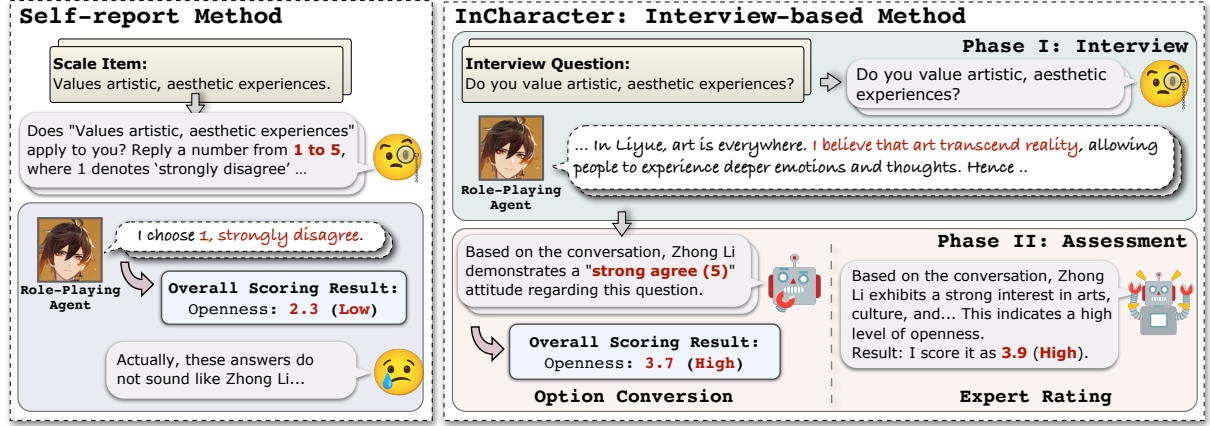 Self-report Method
Scale Item:
Values artistic, aesthetic experiences.
Does "Values artistic, aesthetic experiences"
apply to you? Reply a number from 1 to 5,
where 1 denotes ‘strongly disagree’ ...
I choose 1, strongly disagree.
Role-Playing
Agent
Overall Scoring Result:
Openness: 2.3 (Low)
Actually, these answers do
not sound like Zhong Li...
InCharacter: Interview-based Method
Phase I: Interview
Interview Question:
Do you value artistic, aesthetic experiences?
Do you value artistic, aesthetic
experiences?
... In Liyue, art is everywhere. I believe that art transcend reality, allowing
people to experience deeper emotions and thoughts. Hence ..
Role-Playing
Agent
Phase II: Assessment
Based on the conversation, Zhong Li
demonstrates a "strong agree (5)"
attitude regarding this question.
Overall Scoring Result:
Openness: 3.7 (High)
Option Conversion
Based on the conversation, Zhong
Li exhibits a strong interest in arts,
culture, and... This indicates a high
level of openness.
Result: I score it as 3.9 (High).
Expert Rating